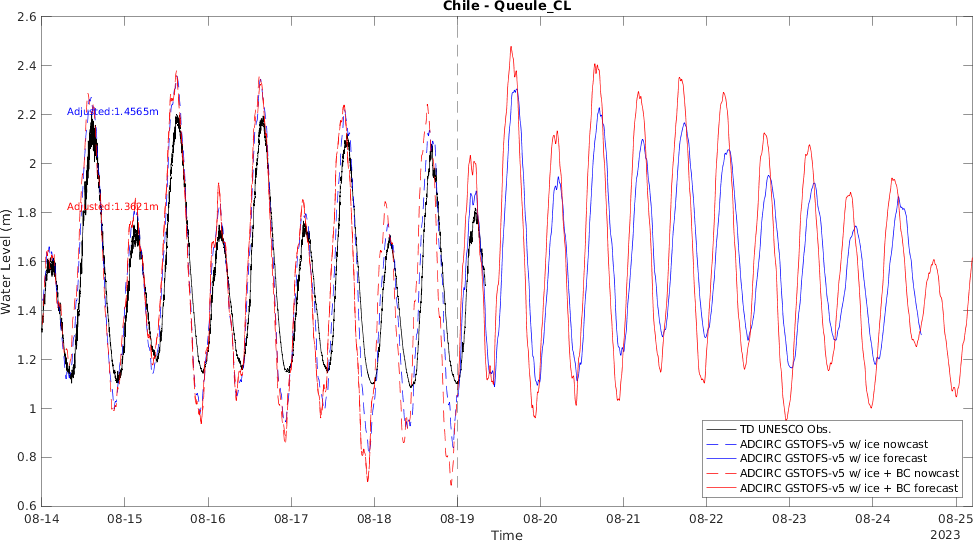 Chile - Queule_CL
2.6
2.4
2.2
2
1.8
1.6
1.4
1.2
1
0.8
0.6
Water Level (m)
Adjusted:1.4565m
Adjusted:1.3621m
TD UNESCO Obs.
ADCIRC GSTOFS-v5 w/ ice nowcast
ADCIRC GSTOFS-v5 w/ ice forecast
ADCIRC GSTOFS-v5 w/ ice + BC nowcast
ADCIRC GSTOFS-v5 w/ ice + BC forecast
08-14 08-15 08-16 08-17 08-18 08-19 08-20 08-21 08-22 08-23 08-24 08-25
Time
2023